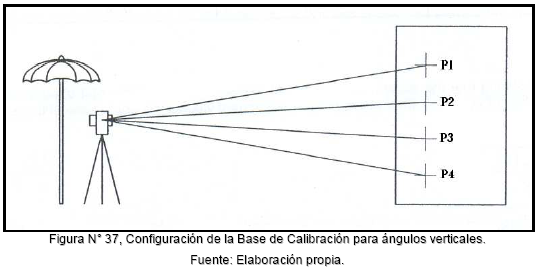 P1
P2
P3
P4
Figura N° 37, Configuración de la Base de Calibración para ángulos verticales.
Fuente: Elaboración propia.